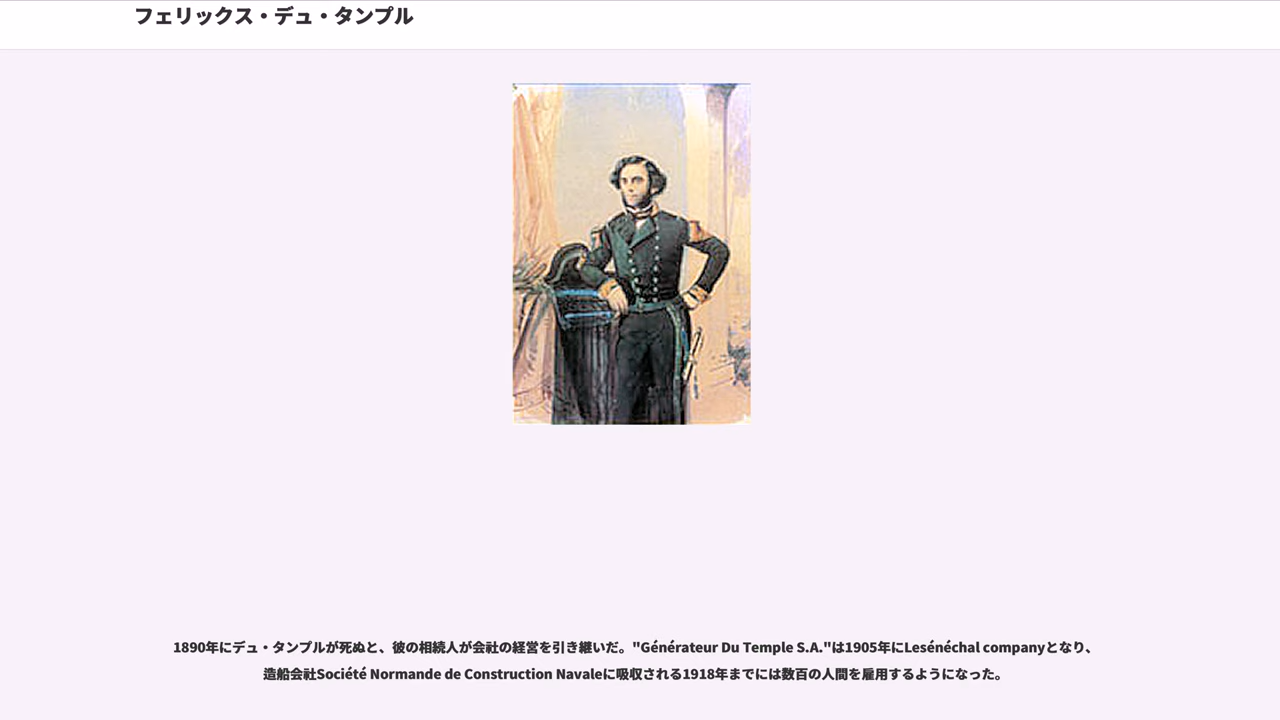 フェリックス・デュ・タンプル
1890年にデュ・タンプルが死ぬと、彼の相続人が会社の経営を引き継いだ。"Générateur Du Temple S.A."は1905年にLesénéchal companyとなり、
造船会社Société Normande de Construction Navaleに吸収される1918年までには数百の人間を雇用するようになった。